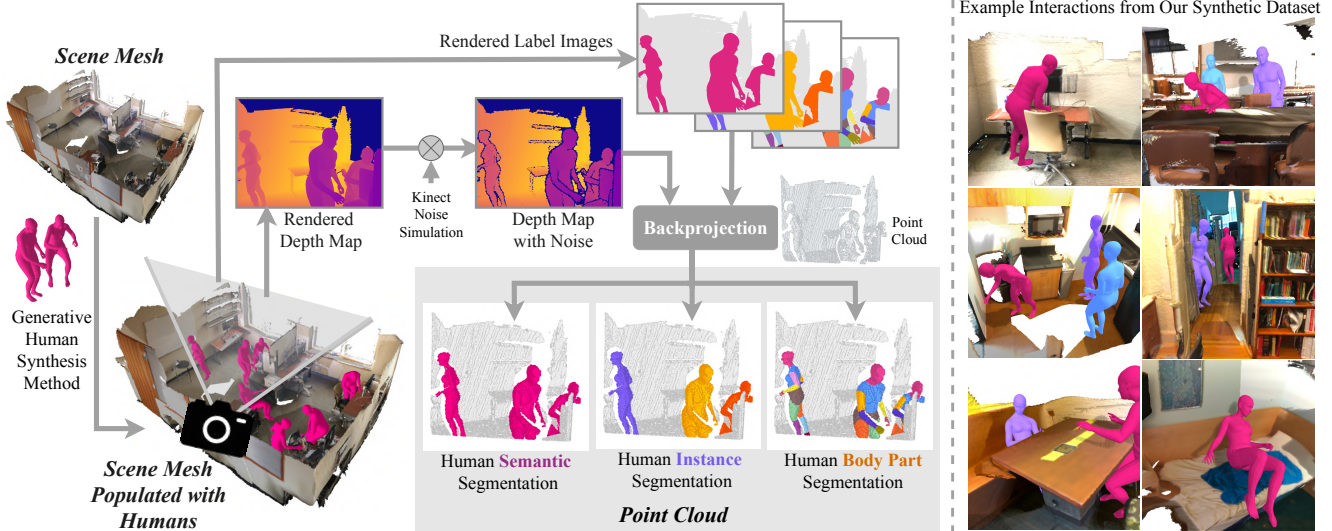 Example Interactions from Our Synthetic Dataset
Rendered Label Images
Scene Mesh
Rendered
Depth Map
Kinect
Noise
Simulation
Depth Map
with Noise
Backprojection
Point
Cloud
Generative
Human
Synthesis
Method
Scene Mesh
Populated with
Humans
Human Semantic
Segmentation
Human Instance
Segmentation
Human Body Part
Segmentation
Point Cloud